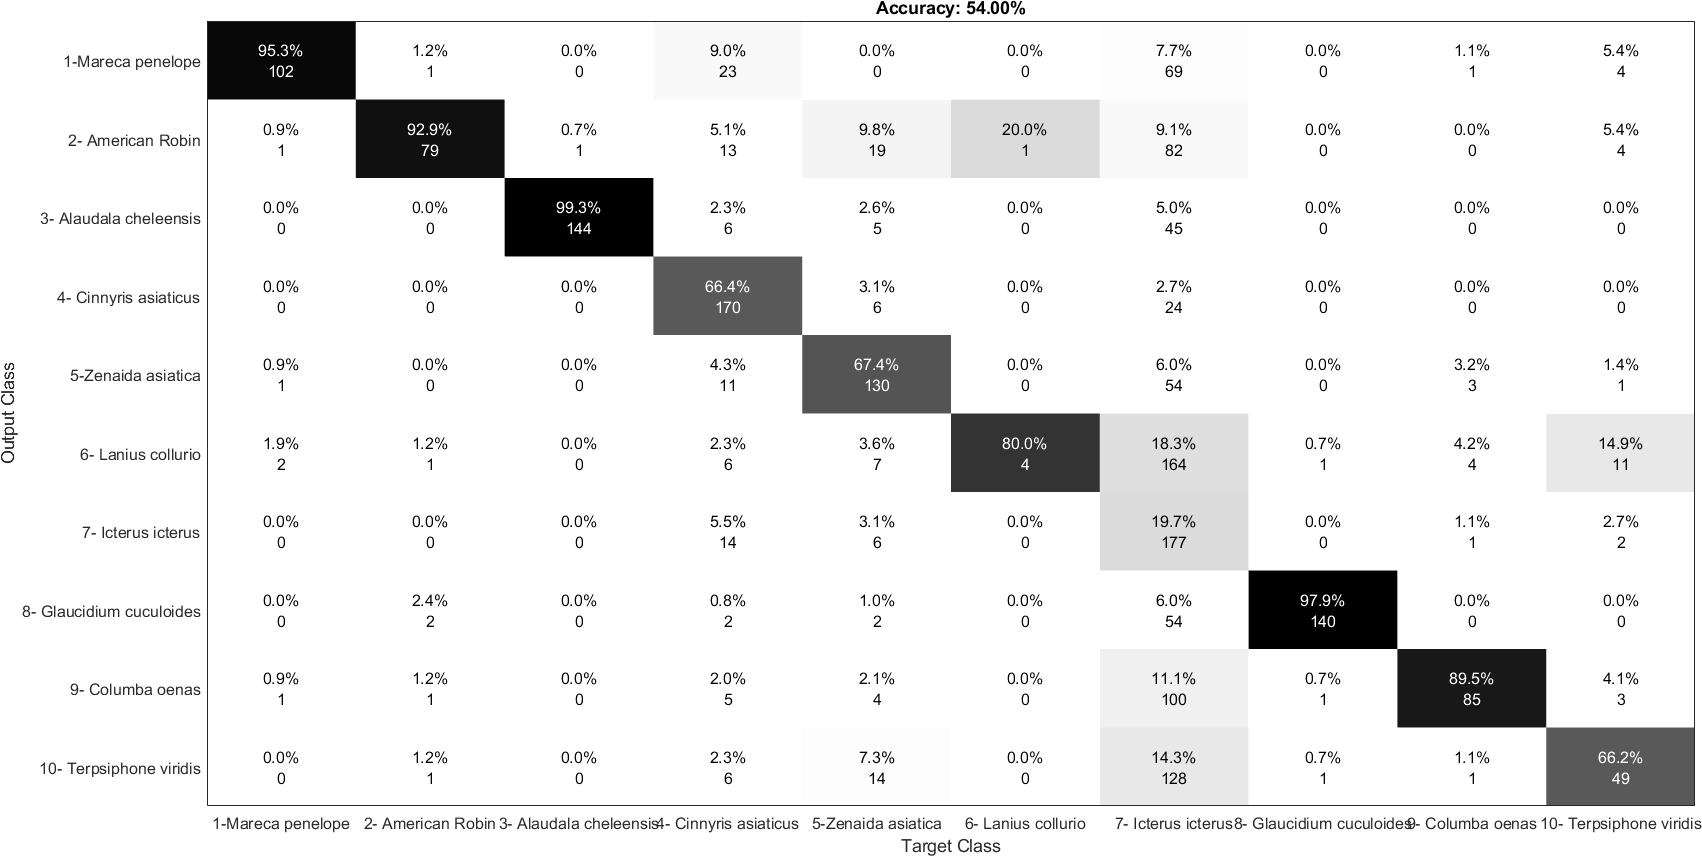 Accuracy: 54.00%
95.3% 1.2% 0.0% 9.0% 0.0% 0.0% 7.7% 0.0% 1.1% 5.4%
1-Mareca penelope
102 1 0 23 0 0 69 0 1 4
0.9% 92.9% 0.7% 5.1% 9.8% 20.0% 9.1% 0.0% 0.0% 5.4%
2- American Robin
1 79 1 13 19 1 82 0 0 4
0.0% 0.0% 99.3% 2.3% 2.6% 0.0% 5.0% 0.0% 0.0% 0.0%
3- Alaudala cheleensis
0 0 144 6 5 0 45 0 0 0
0.0% 0.0% 0.0% 66.4% 3.1% 0.0% 2.7% 0.0% 0.0% 0.0%
4- Cinnyris asiaticus
0 0 0 170 6 0 24 0 0 0
0.9% 0.0% 0.0% 4.3% 67.4% 0.0% 6.0% 0.0% 3.2% 1.4%
5-Zenaida asiatica
1 0 0 11 130 0 54 0 3 1
Output Class
1.9% 1.2% 0.0% 2.3% 3.6% 80.0% 18.3% 0.7% 4.2% 14.9%
6- Lanius collurio
2 1 0 6 7 4 164 1 4 11
0.0% 0.0% 0.0% 5.5% 3.1% 0.0% 19.7% 0.0% 1.1% 2.7%
7- Icterus icterus
0 0 0 14 6 0 177 0 1 2
0.0% 2.4% 0.0% 0.8% 1.0% 0.0% 6.0% 97.9% 0.0% 0.0%
8- Glaucidium cuculoides
0 2 0 2 2 0 54 140 0 0
0.9% 1.2% 0.0% 2.0% 2.1% 0.0% 11.1% 0.7% 89.5% 4.1%
9- Columba oenas
1 1 0 5 4 0 100 1 85 3
0.0% 1.2% 0.0% 2.3% 7.3% 0.0% 14.3% 0.7% 1.1% 66.2%
10- Terpsiphone viridis
0 1 0 6 14 0 128 1 1 49
1-Mareca penelope 2- American Robin 3- Alaudala cheleensis 4- Cinnyris asiaticus 5-Zenaida asiatica 6- Lanius collurio 7- Icterus icterus 8- Glaucidium cuculoides 9- Columba oenas 10- Terpsiphone viridis
Target Class